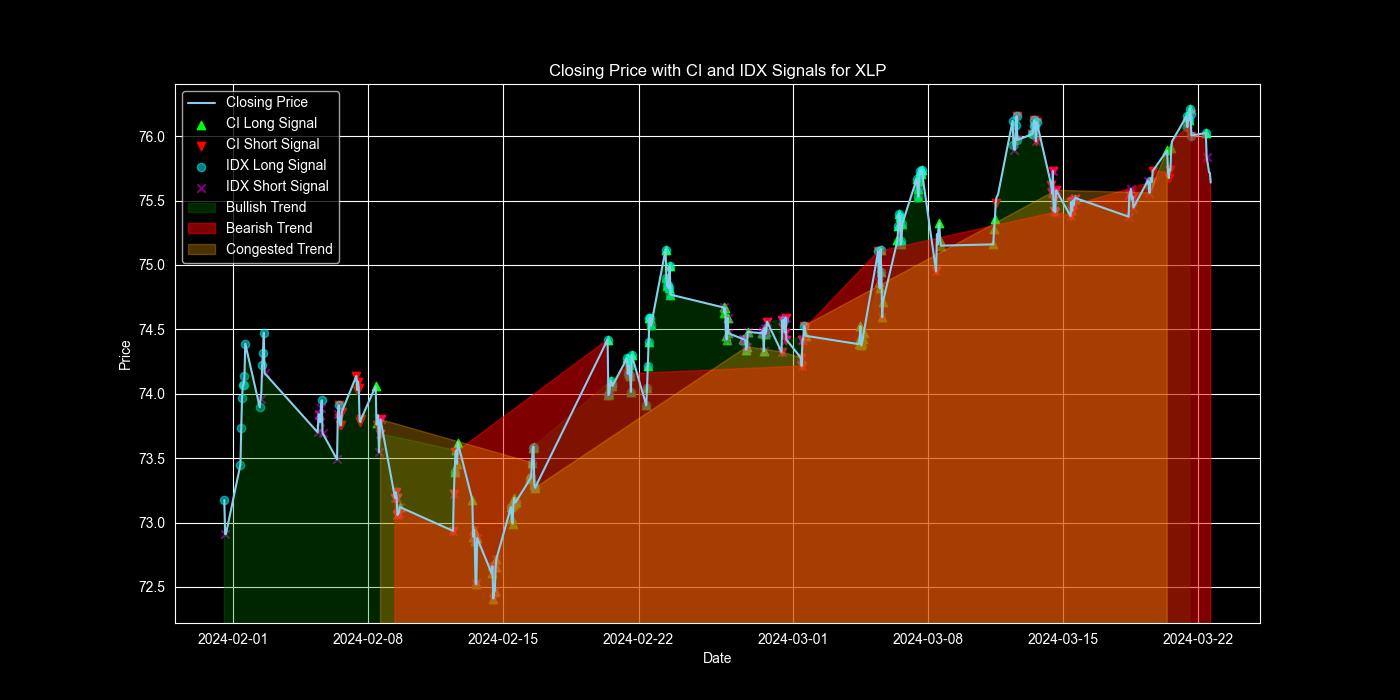 Closing Price with CI and IDX Signals for XLP
Closing Price
CI Long Signal
CI Short Signal
IDX Long Signal
IDX Short Signal
Bullish Trend
Bearish Trend
Congested Trend
76.0
75.5
75.0
74.5
74.0
73.5
73.0
72.5
Price
2024-02-01
2024-02-08
2024-02-15
2024-02-22
2024-03-01
2024-03-08
2024-03-15
2024-03-22
Date